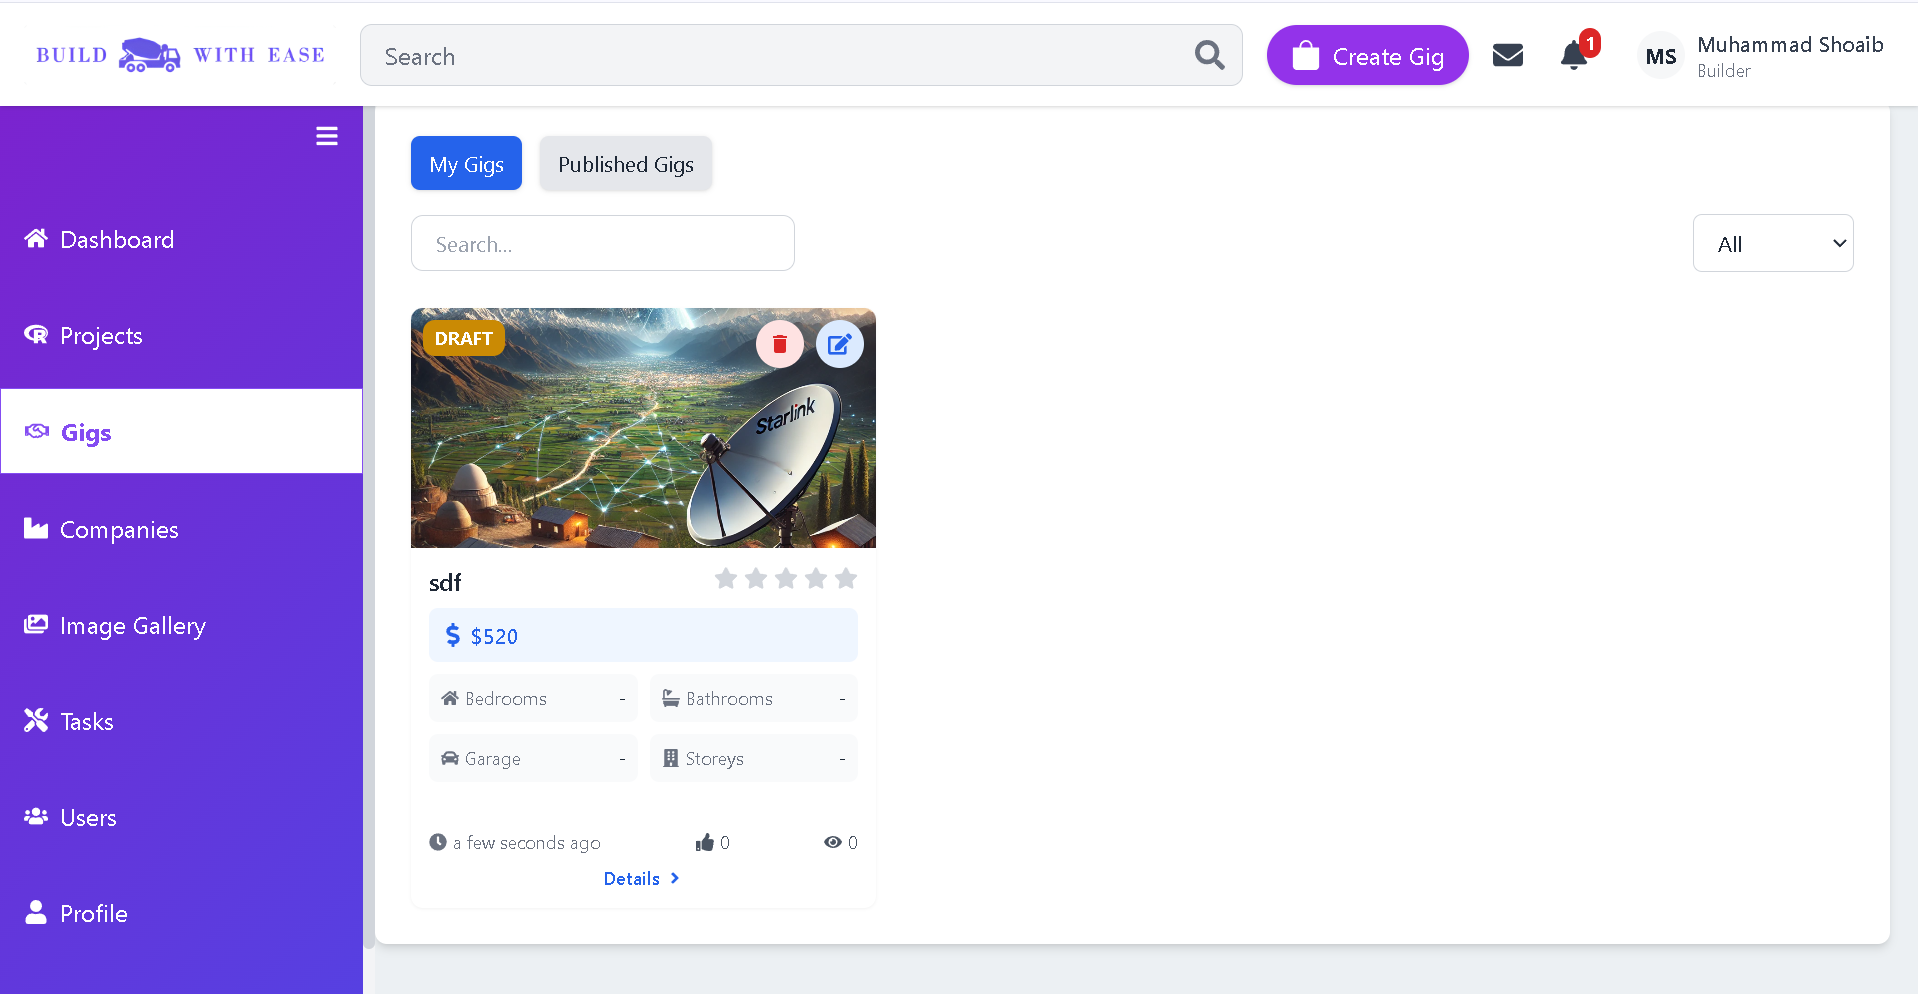 BUILD WITH EASE
Search
Create Gig
1
MS
Muhammad Shoaib
Builder
My Gigs
Published Gigs
Dashboard
Search...
All
Projects
DRAFT
Starlink
Gigs
Companies
sdf
$520
Image Gallery
Bedrooms -
Bathrooms -
Tasks
Garage -
Storeys -
Users
a few seconds ago
0
0
Details
Profile